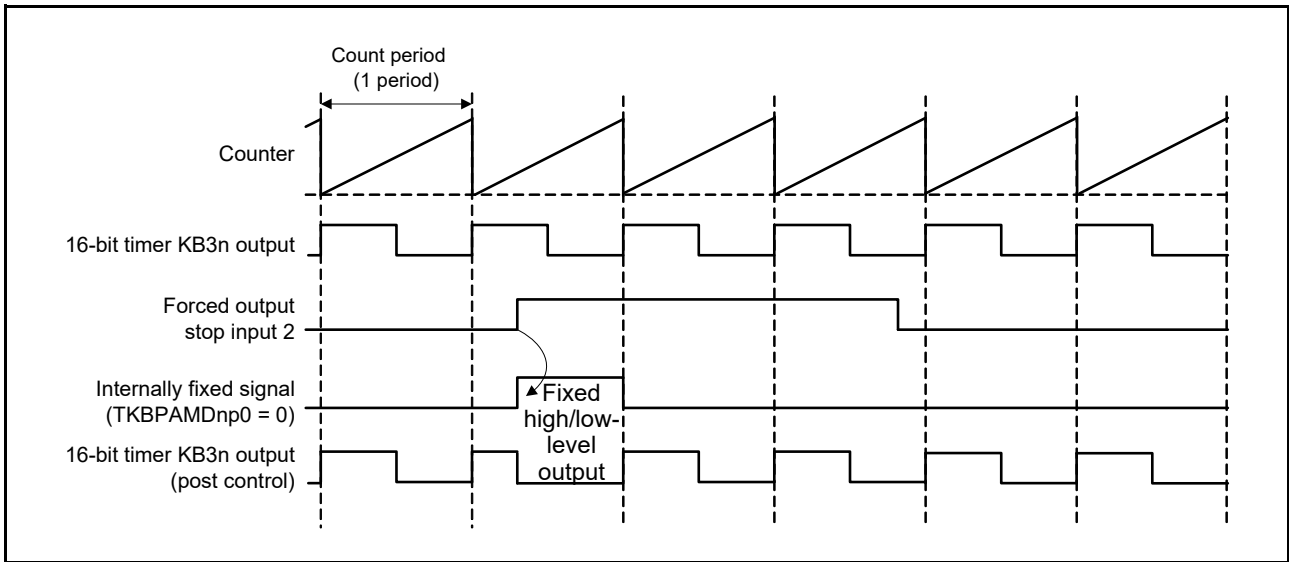 Count period
(1 period)
Counter
16-bit timer KB3n output
Forced output
stop input 2
Internally fixed signal
(TKBPAMDnp0 = 0)
Fixed
high/low-
level
output
16-bit timer KB3n output
(post control)